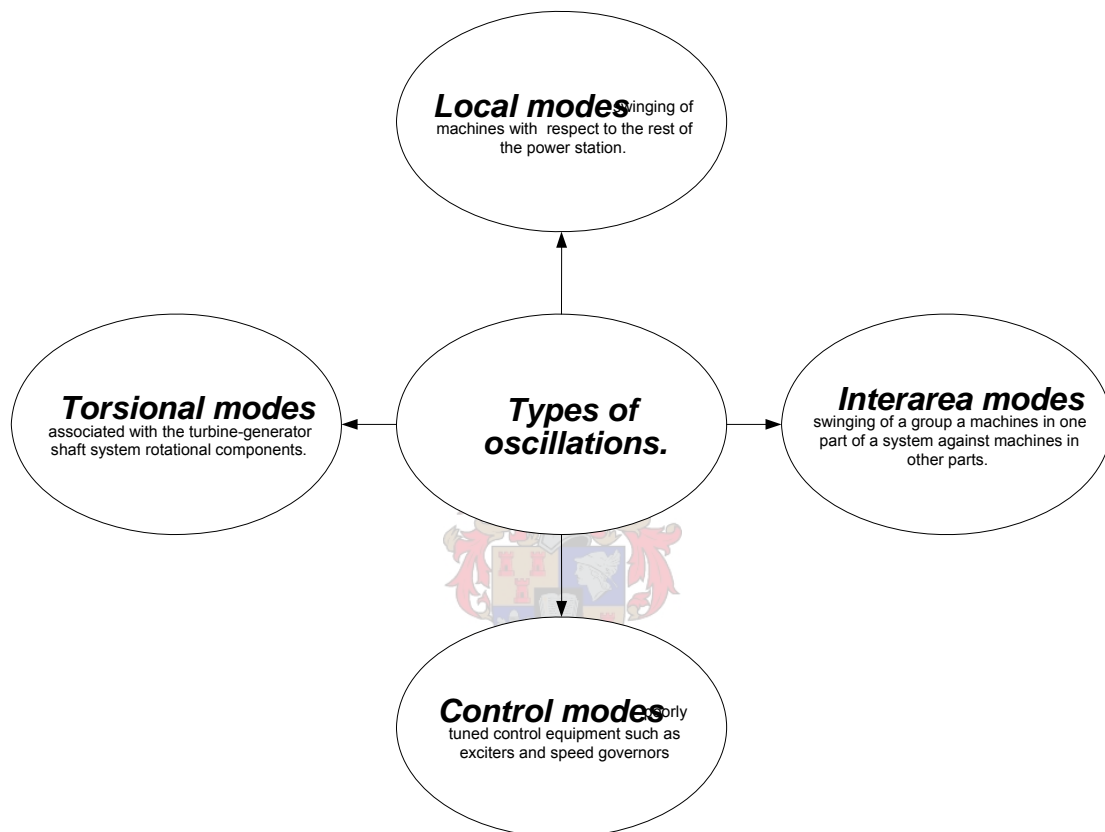 Local modes swinging of
machines with respect to the rest of
the power station.
Torsional modes
associated with the turbine-generator
shaft system rotational components.
Types of
oscillations.
Interarea modes
swinging of a group a machines in one
part of a system against machines in
other parts.
Control modes poorly
tuned control equipment such as
exciters and speed governors